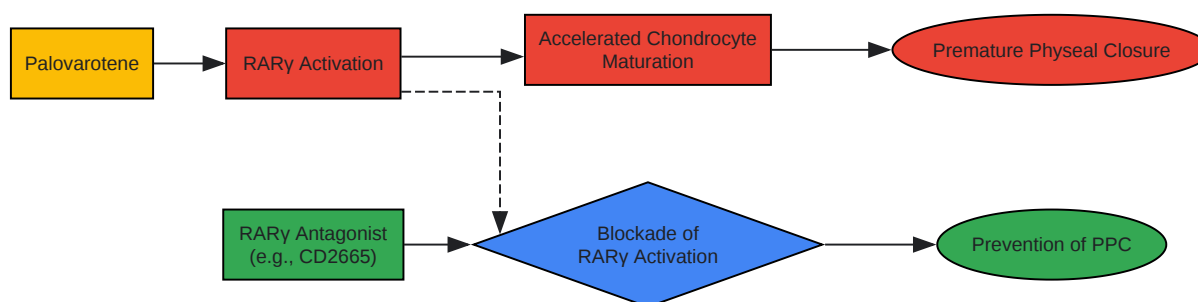 Palovarotene
RARγ Activation
Accelerated Chondrocyte
Maturation
Premature Physeal Closure
RARγ Antagonist
(e.g., CD2665)
Blockade of
RARγ Activation
Prevention of PPC